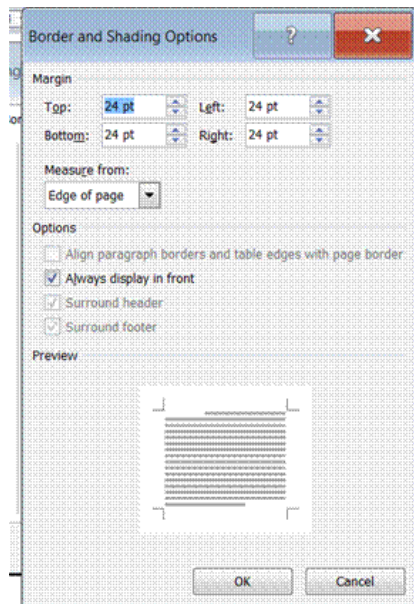 Border and Shading Options
Margin
Top: 24 pt Left: 24 pt
Bottom: 24 pt Right: 24 pt
Measure from:
Edge of page
Options
Align paragraph borders and table edges with page border
Always display in front
Surround header
Surround footer
Preview
OK Cancel